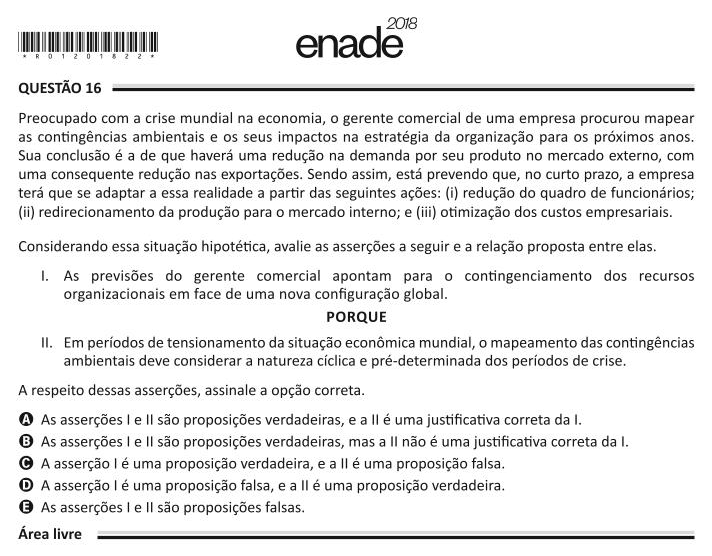 enade 2018
* R 0 1 2 0 1 8 2 2 *
QUESTÃO 16
Preocupado com a crise mundial na economia, o gerente comercial de uma empresa procurou mapear
as contingências ambientais e os seus impactos na estratégia da organização para os próximos anos.
Sua conclusão é a de que haverá uma redução na demanda por seu produto no mercado externo, com
uma consequente redução nas exportações. Sendo assim, está prevendo que, no curto prazo, a empresa
terá que se adaptar a essa realidade a partir das seguintes ações: (i) redução do quadro de funcionários;
(ii) redirecionamento da produção para o mercado interno; e (iii) otimização dos custos empresariais.
Considerando essa situação hipotética, avalie as asserções a seguir e a relação proposta entre elas.
I. As previsões do gerente comercial apontam para o contingenciamento dos recursos
organizacionais em face de uma nova configuração global.
PORQUE
II. Em períodos de tensionamento da situação econômica mundial, o mapeamento das contingências
ambientais deve considerar a natureza cíclica e pré-determinada dos períodos de crise.
A respeito dessas asserções, assinale a opção correta.
A As asserções I e II são proposições verdadeiras, e a II é uma justificativa correta da I.
B As asserções I e II são proposições verdadeiras, mas a II não é uma justificativa correta da I.
C A asserção I é uma proposição verdadeira, e a II é uma proposição falsa.
D A asserção I é uma proposição falsa, e a II é uma proposição verdadeira.
E As asserções I e II são proposições falsas.
Área livre